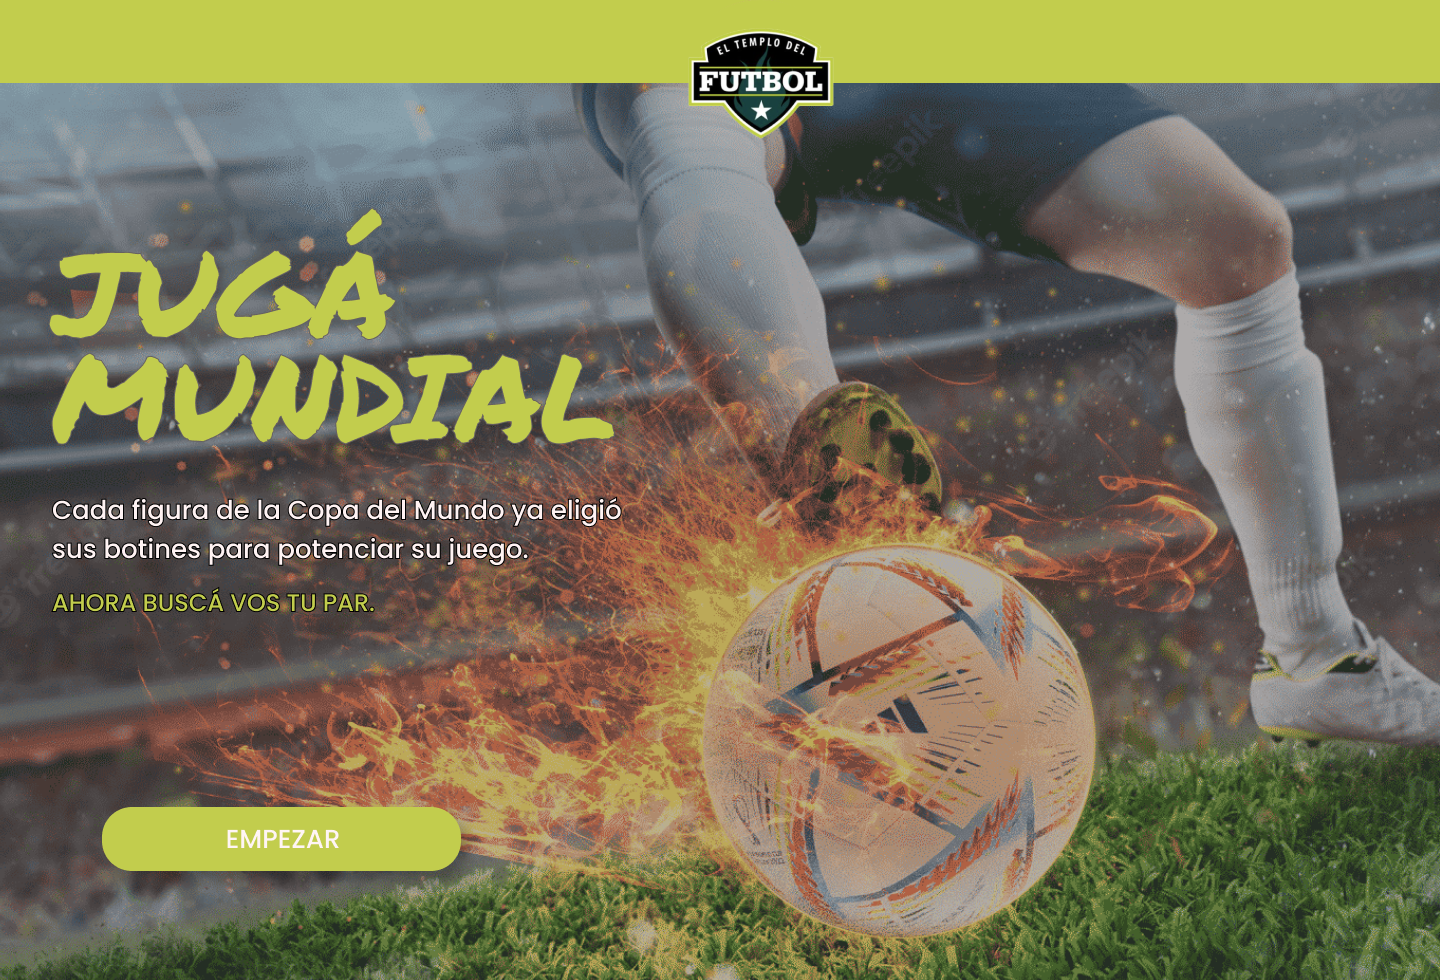 EL TEMPLO DEL
FUTBOL
JUGÁ
MUNDIAL
Cada figura de la Copa del Mundo ya eligió
sus botines para potenciar su juego.
AHORA BUSCÁ VOS TU PAR.
EMPEZAR